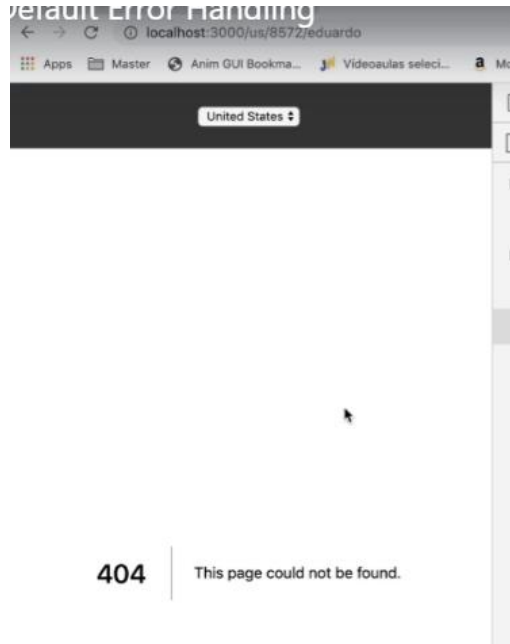 Default Error Handling
localhost:3000/us/8572/eduardo
Apps Master Anim GUI Bookma... Vídeoaulas seleci...
United States
404
This page could not be found.